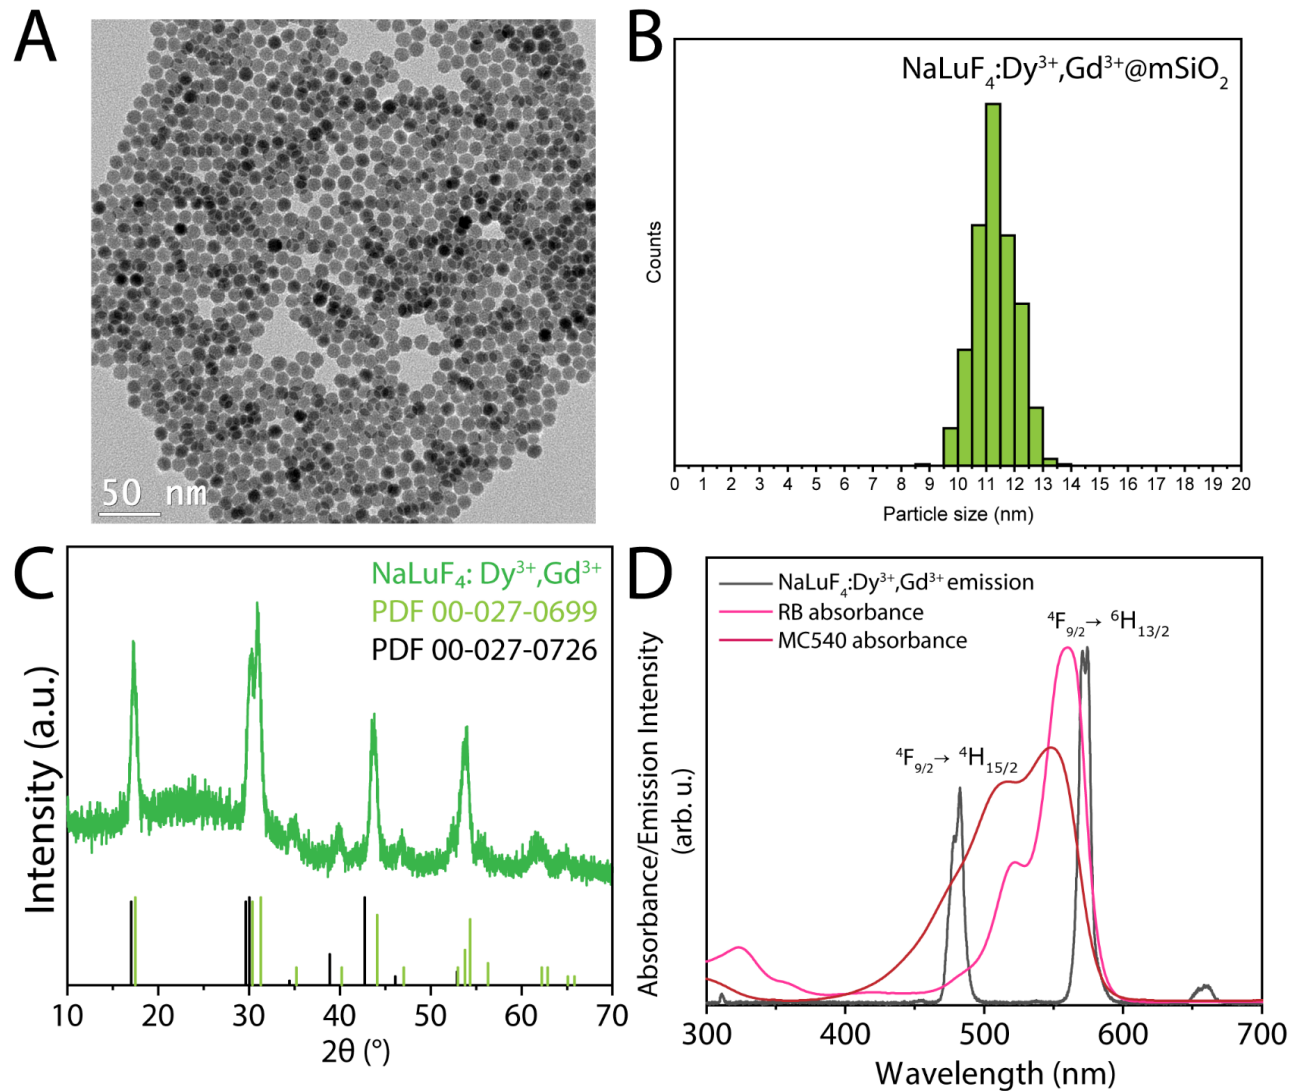 A
50 nm
B
NaLuF₄:Dy³⁺,Gd³⁺@mSiO₂
Counts
0 1 2 3 4 5 6 7 8 9 10 11 12 13 14 15 16 17 18 19 20
Particle size (nm)
C
NaLuF₄: Dy³⁺,Gd³⁺
PDF 00-027-0699
PDF 00-027-0726
Intensity (a.u.)
10 20 30 40 50 60 70
2θ (°)
D
NaLuF₄:Dy³⁺,Gd³⁺ emission
RB absorbance
MC540 absorbance
⁴F₉/₂→ ⁶H₁₃/₂
⁴F₉/₂→ ⁴H₁₅/₂
Absorbance/Emission Intensity
(arb. u.)
300 400 500 600 700
Wavelength (nm)